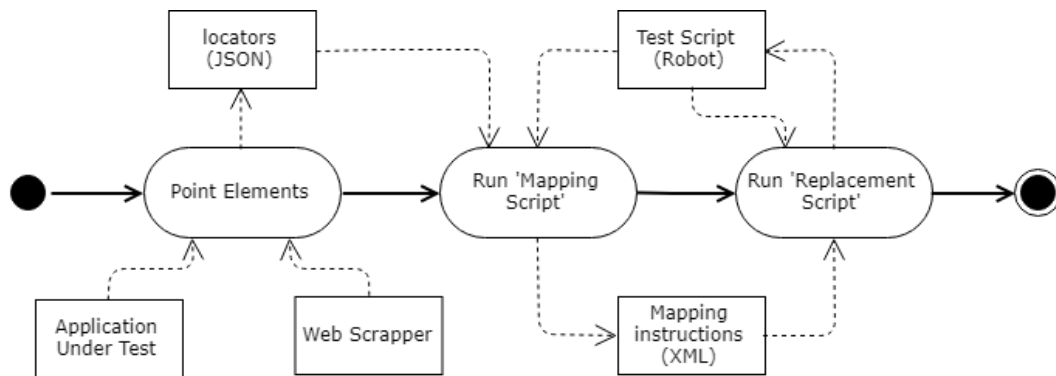 locators
(JSON)
Test Script
(Robot)
Point Elements
Run 'Mapping
Script'
Run 'Replacement
Script'
Application
Under Test
Web Scrapper
Mapping
instructions
(XML)